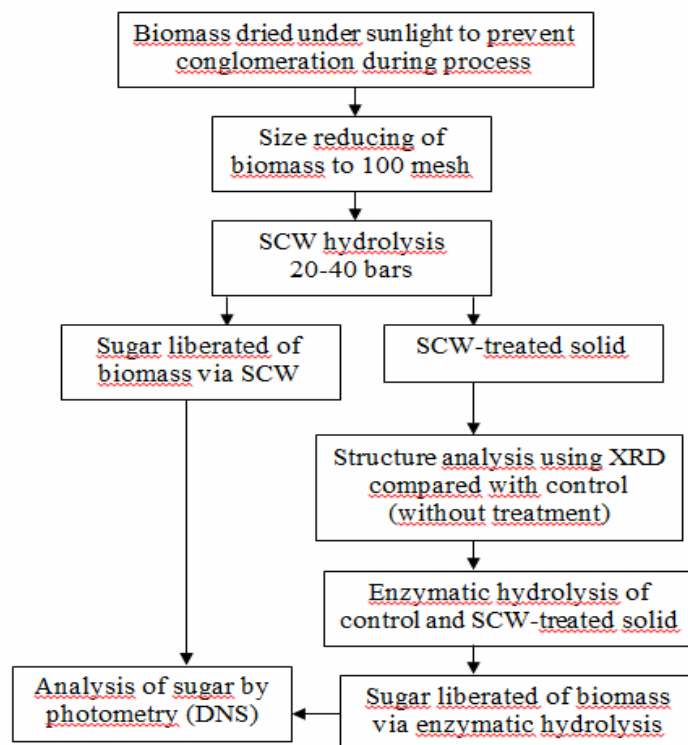 Biomass dried under sunlight to prevent
conglomeration during process
Size reducing of
biomass to 100 mesh
SCW hydrolysis
20-40 bars
Sugar liberated of
biomass via SCW
SCW-treated solid
Structure analysis using XRD
compared with control
(without treatment)
Enzymatic hydrolysis of
control and SCW-treated solid
Analysis of sugar by
photometry (DNS)
Sugar liberated of biomass
via enzymatic hydrolysis